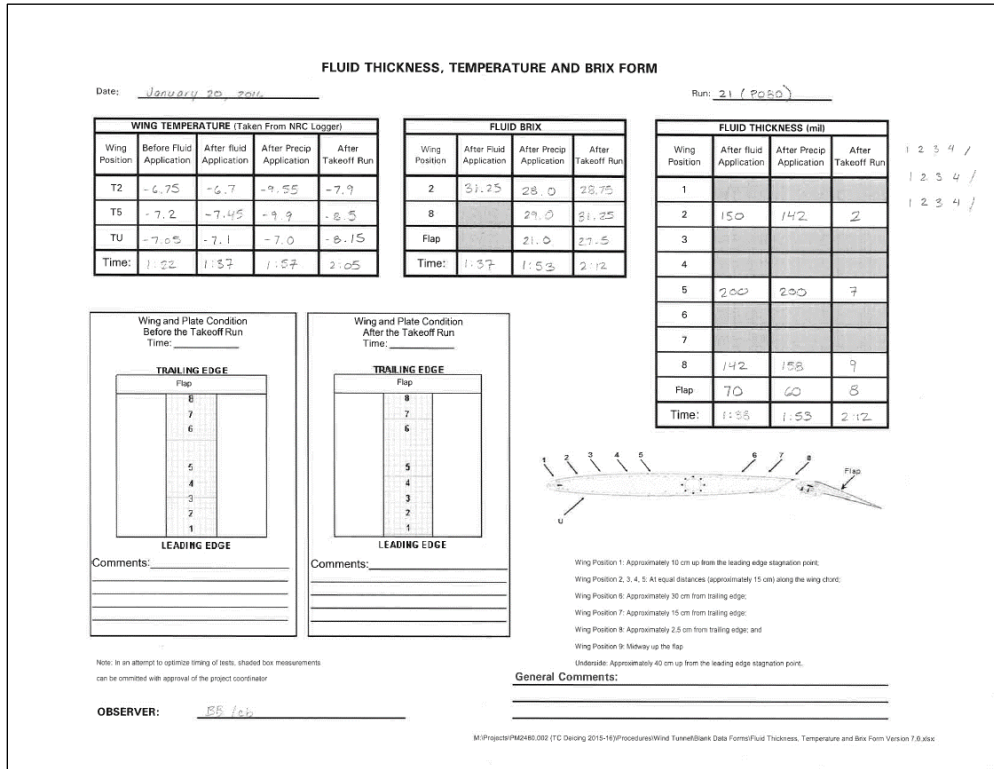 FLUID THICKNESS, TEMPERATURE AND BRIX FORM
Date: January 20, 2016
Run: 21 (P080)
WING TEMPERATURE (Taken From NRC Logger)
Wing Position Before Fluid Application After fluid Application After Precip Application After Takeoff Run
T2 -6.75 -6.7 -9.55 -7.9
T5 -7.2 -7.45 -9.9 -8.5
TU -7.05 -7.1 -7.0 -8.15
Time: 1:22 1:37 1:57 2:05
FLUID BRIX
Wing Position After Fluid Application After Precip Application After Takeoff Run
2 31.25 28.0 28.75
8 29.0 31.25
Flap 21.0 27.5
Time: 1:37 1:53 2:12
FLUID THICKNESS (mil)
Wing Position After fluid Application After Precip Application After Takeoff Run
1
2 150 142 2
3
4
5 200 200 7
6
7
8 142 158 9
Flap 70 60 8
Time: 1:38 1:53 2:12
1 2 3 4 /
1 2 3 4 /
1 2 3 4 /
Wing and Plate Condition
Before the Takeoff Run
Time:
TRAILING EDGE
Flap
8
7
6
5
4
3
2
1
LEADING EDGE
Comments:
Wing and Plate Condition
After the Takeoff Run
Time:
TRAILING EDGE
Flap
8
7
6
5
4
3
2
1
LEADING EDGE
Comments:
1 2 3 4 5 6 7 8 Flap
U
Wing Position 1: Approximately 10 cm up from the leading edge stagnation point;
Wing Position 2, 3, 4, 5: At equal distances (approximately 15 cm) along the wing chord;
Wing Position 6: Approximately 30 cm from trailing edge;
Wing Position 7: Approximately 15 cm from trailing edge;
Wing Position 8: Approximately 2.5 cm from trailing edge; and
Wing Position 9: Midway up the flap
Underside: Approximately 40 cm up from the leading edge stagnation point.
Note: In an attempt to optimize timing of tests, shaded box measurements
can be ommitted with approval of the project coordinator
General Comments:
OBSERVER: BB/cb
M:\Projects\PM2480.002 (TC Deicing 2015-16)\Procedures\Wind Tunnel\Blank Data Forms\Fluid Thickness, Temperature and Brix Form Version 7.0.xlsx